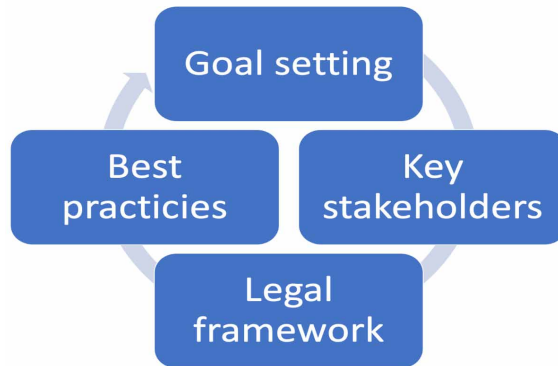 Goal setting
Best
practicies
Key
stakeholders
Legal
framework